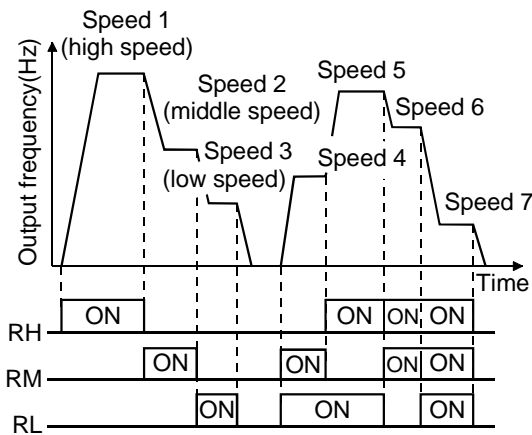 Speed 1
(high speed)
Output frequency(Hz)
Speed 2
(middle speed)
Speed 3
(low speed)
Speed 5
Speed 4
Speed 6
Speed 7
Time
RH ON ON ON ON
RM ON ON ON ON
RL ON ON ON